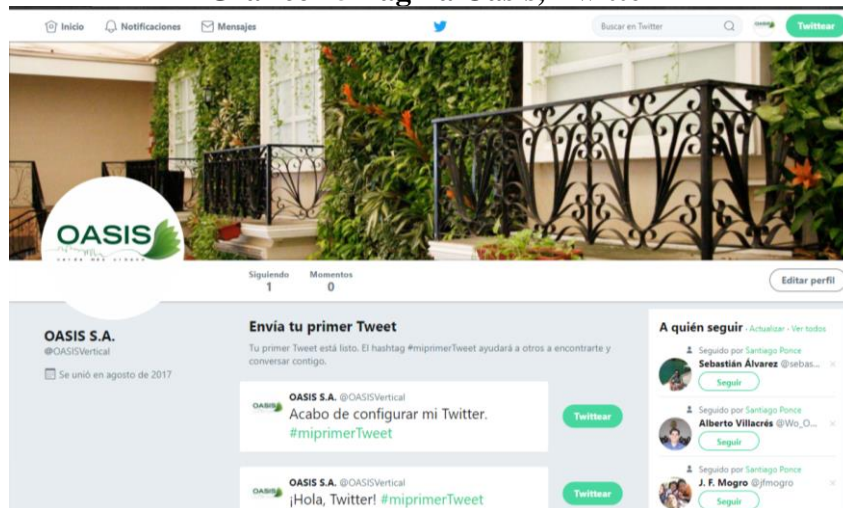 Inicio Notificaciones Mensajes
Buscar en Twitter
Twittear
OASIS
Siguiendo Momentos
1 0
Editar perfil
OASIS S.A.
@OASISVertical
Se unió en agosto de 2017
Envía tu primer Tweet
Tu primer Tweet está listo. El hashtag #miprimerTweet ayudará a otros a encontrarte y
conversar contigo.
OASIS S.A. @OASISVertical
Acabo de configurar mi Twitter.
#miprimerTweet
Twittear
OASIS S.A. @OASISVertical
¡Hola, Twitter! #miprimerTweet
Twittear
A quién seguir · Actualizar · Ver todos
Seguido por Santiago Ponce
Sebastián Álvarez @sebas...
Seguir
Seguido por Santiago Ponce
Alberto Villacrés @Wo_O...
Seguir
Seguido por Santiago Ponce
J. F. Mogro @jfmogro
Seguir